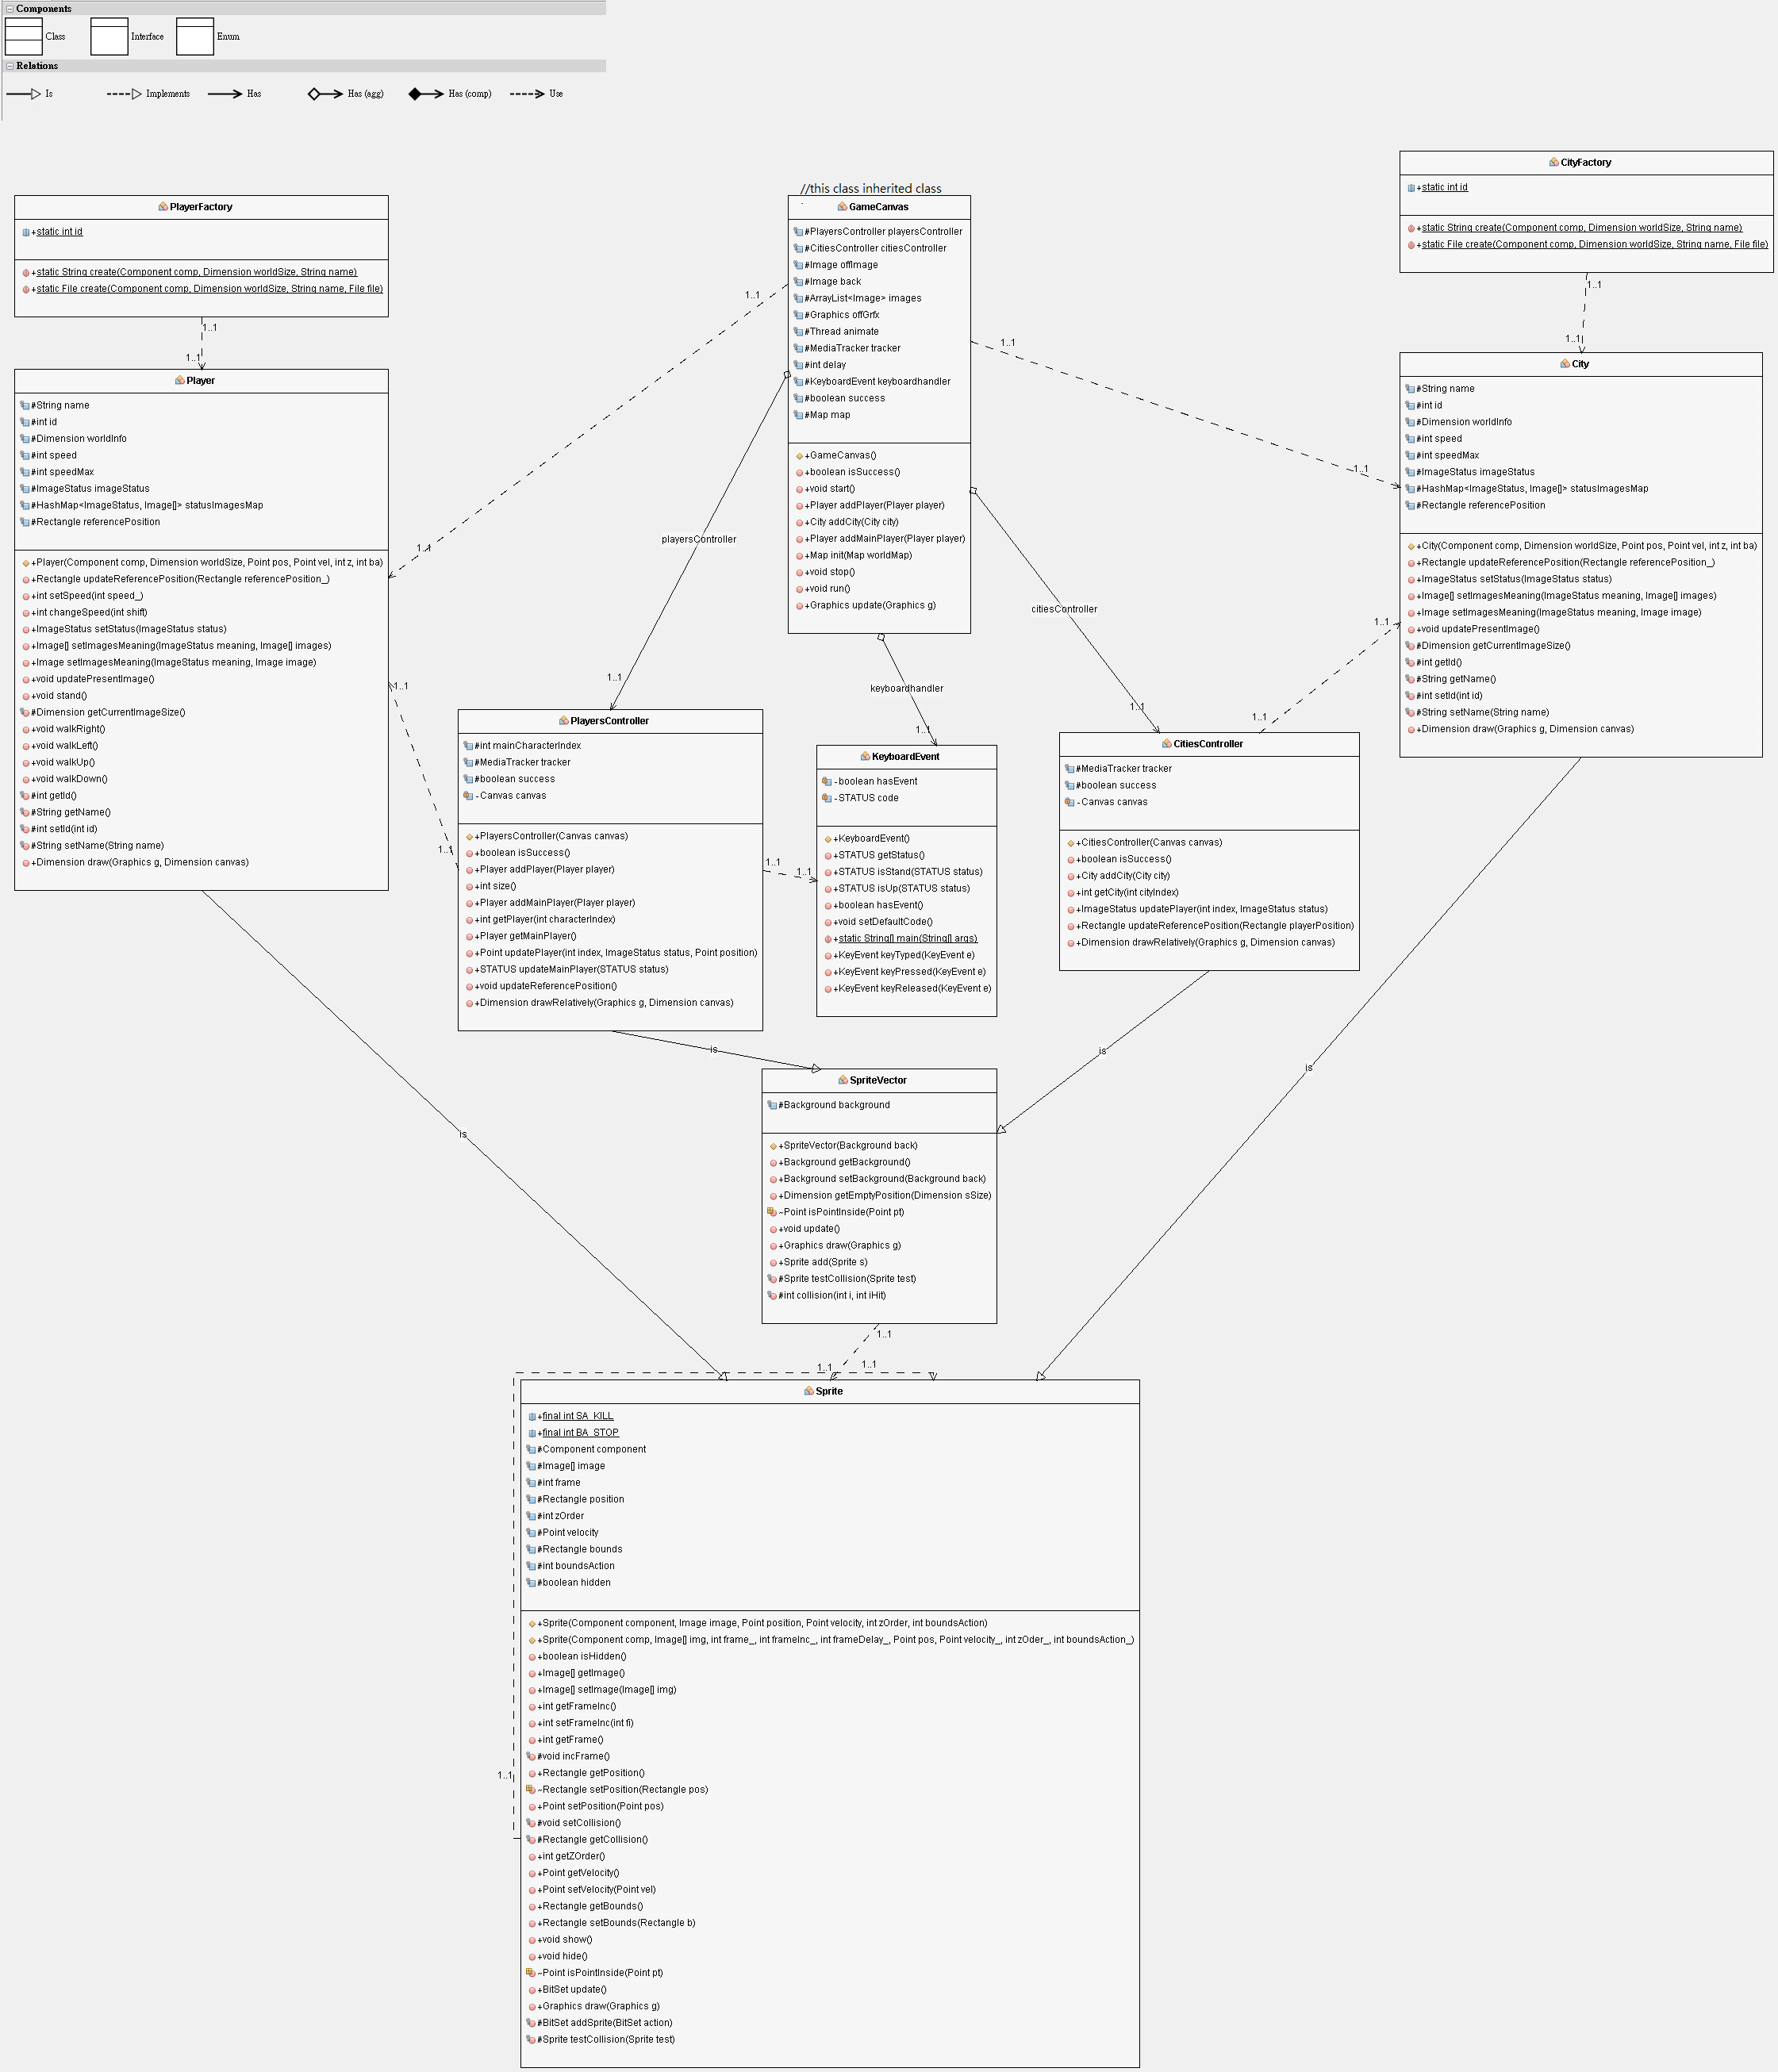 Components
Class
Interface
Enum
Relations
Is
Implements
Has
Has (agg)
Has (comp)
Use
CityFactory
+static int id
+static String create(Component comp, Dimension worldSize, String name)
+static File create(Component comp, Dimension worldSize, String name, File file)
1..1
1..1
//this class inherited class
PlayerFactory
+static int id
+static String create(Component comp, Dimension worldSize, String name)
+static File create(Component comp, Dimension worldSize, String name, File file)
1..1
1..1
GameCanvas
#PlayersController playersController
#CitiesController citiesController
#Image offImage
#Image back
#ArrayList<Image> images
#Graphics offGrfx
#Thread animate
#MediaTracker tracker
#int delay
#KeyboardEvent keyboardhandler
#boolean success
#Map map
+GameCanvas()
+boolean isSuccess()
+void start()
+Player addPlayer(Player player)
+City addCity(City city)
+Player addMainPlayer(Player player)
+Map init(Map worldMap)
+void stop()
+void run()
+Graphics update(Graphics g)
1..1
1..1
1..1
1..1
City
#String name
#int id
#Dimension worldInfo
#int speed
#int speedMax
#ImageStatus imageStatus
#HashMap<ImageStatus, Image[]> statusImagesMap
#Rectangle referencePosition
+City(Component comp, Dimension worldSize, Point pos, Point vel, int z, int ba)
+Rectangle updateReferencePosition(Rectangle referencePosition_)
+ImageStatus setStatus(ImageStatus status)
+Image[] setImagesMeaning(ImageStatus meaning, Image[] images)
+Image setImagesMeaning(ImageStatus meaning, Image image)
+void updatePresentImage()
#Dimension getCurrentImageSize()
#int getId()
#String getName()
#int setId(int id)
#String setName(String name)
+Dimension draw(Graphics g, Dimension canvas)
Player
#String name
#int id
#Dimension worldInfo
#int speed
#int speedMax
#ImageStatus imageStatus
#HashMap<ImageStatus, Image[]> statusImagesMap
#Rectangle referencePosition
+Player(Component comp, Dimension worldSize, Point pos, Point vel, int z, int ba)
+Rectangle updateReferencePosition(Rectangle referencePosition_)
+int setSpeed(int speed_)
+int changeSpeed(int shift)
+ImageStatus setStatus(ImageStatus status)
+Image[] setImagesMeaning(ImageStatus meaning, Image[] images)
+Image setImagesMeaning(ImageStatus meaning, Image image)
+void updatePresentImage()
+void stand()
#Dimension getCurrentImageSize()
+void walkRight()
+void walkLeft()
+void walkUp()
+void walkDown()
#int getId()
#String getName()
#int setId(int id)
#String setName(String name)
+Dimension draw(Graphics g, Dimension canvas)
playersController
1..1
citiesController
1..1
keyboardhandler
1..1
1..1
1..1
1..1
1..1
1..1
1..1
PlayersController
#int mainCharacterIndex
#MediaTracker tracker
#boolean success
-Canvas canvas
+PlayersController(Canvas canvas)
+boolean isSuccess()
+Player addPlayer(Player player)
+int size()
+Player addMainPlayer(Player player)
+int getPlayer(int characterIndex)
+Player getMainPlayer()
+Point updatePlayer(int index, ImageStatus status, Point position)
+STATUS updateMainPlayer(STATUS status)
+void updateReferencePosition()
+Dimension drawRelatively(Graphics g, Dimension canvas)
KeyboardEvent
-boolean hasEvent
-STATUS code
+KeyboardEvent()
+STATUS getStatus()
+STATUS isStand(STATUS status)
+STATUS isUp(STATUS status)
+boolean hasEvent()
+void setDefaultCode()
+static String[] main(String[] args)
+KeyEvent keyTyped(KeyEvent e)
+KeyEvent keyPressed(KeyEvent e)
+KeyEvent keyReleased(KeyEvent e)
CitiesController
#MediaTracker tracker
#boolean success
-Canvas canvas
+CitiesController(Canvas canvas)
+boolean isSuccess()
+City addCity(City city)
+int getCity(int cityIndex)
+ImageStatus updatePlayer(int index, ImageStatus status)
+Rectangle updateReferencePosition(Rectangle playerPosition)
+Dimension drawRelatively(Graphics g, Dimension canvas)
is
is
is
is
SpriteVector
#Background background
+SpriteVector(Background back)
+Background getBackground()
+Background setBackground(Background back)
+Dimension getEmptyPosition(Dimension sSize)
~Point isPointInside(Point pt)
+void update()
+Graphics draw(Graphics g)
+Sprite add(Sprite s)
#Sprite testCollision(Sprite test)
#int collision(int i, int iHit)
1..1
1..1
1..1
Sprite
+final int SA_KILL
+final int BA_STOP
#Component component
#Image[] image
#int frame
#Rectangle position
#int zOrder
#Point velocity
#Rectangle bounds
#int boundsAction
#boolean hidden
+Sprite(Component component, Image image, Point position, Point velocity, int zOrder, int boundsAction)
+Sprite(Component comp, Image[] img, int frame_, int frameInc_, int frameDelay_, Point pos, Point velocity_, int zOder_, int boundsAction_)
+boolean isHidden()
+Image[] getImage()
+Image[] setImage(Image[] img)
+int getFrameInc()
+int setFrameInc(int fi)
+int getFrame()
#void incFrame()
+Rectangle getPosition()
1..1
~Rectangle setPosition(Rectangle pos)
+Point setPosition(Point pos)
#void setCollision()
#Rectangle getCollision()
+int getZOrder()
+Point getVelocity()
+Point setVelocity(Point vel)
+Rectangle getBounds()
+Rectangle setBounds(Rectangle b)
+void show()
+void hide()
~Point isPointInside(Point pt)
+BitSet update()
+Graphics draw(Graphics g)
#BitSet addSprite(BitSet action)
#Sprite testCollision(Sprite test)